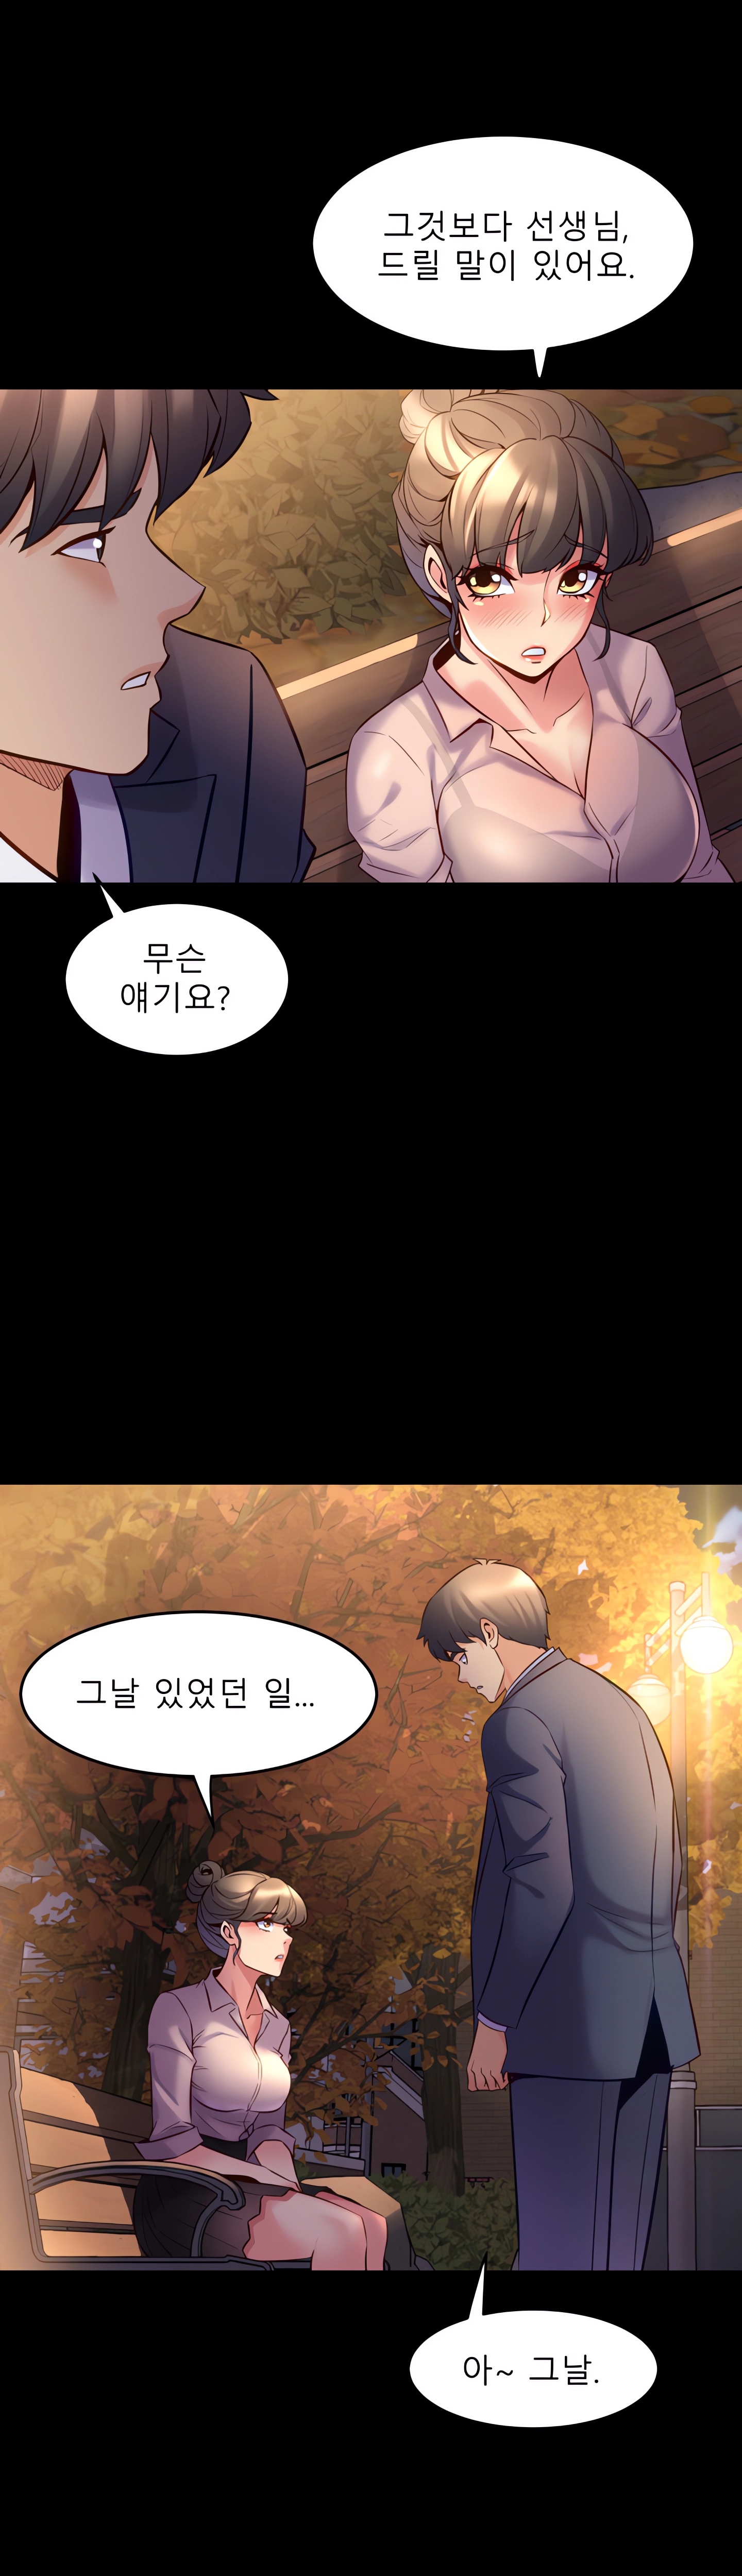 그것보다 선생님,
드릴 말이 있어요.
무슨
얘기요?
그날 있었던 일...
아~ 그날.